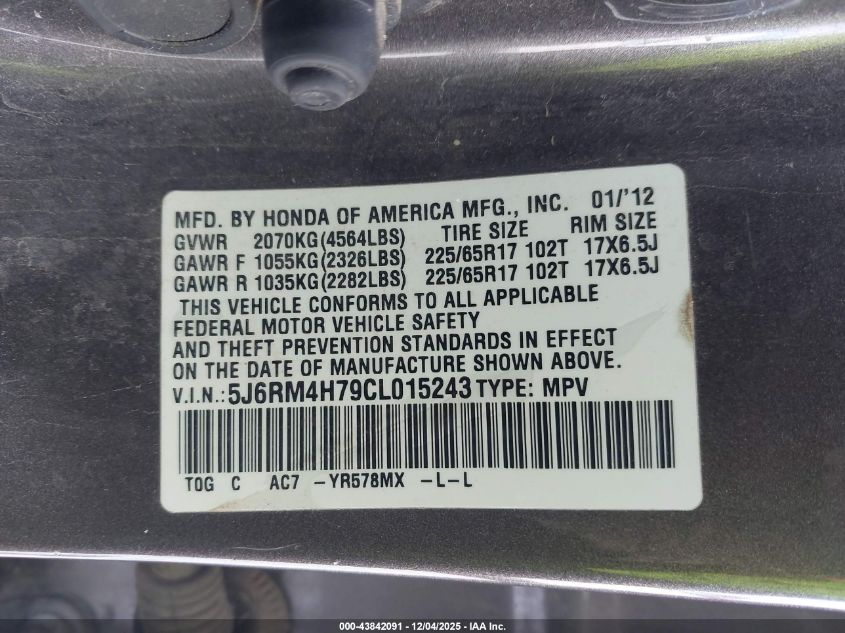 MFD. BY HONDA OF AMERICA MFG., INC. 01/'12
GVWR 2070KG(4564LBS) TIRE SIZE RIM SIZE
GAWR F 1055KG(2326LBS) 225/65R17 102T 17X6.5J
GAWR R 1035KG(2282LBS) 225/65R17 102T 17X6.5J
THIS VEHICLE CONFORMS TO ALL APPLICABLE
FEDERAL MOTOR VEHICLE SAFETY
AND THEFT PREVENTION STANDARDS IN EFFECT
ON THE DATE OF MANUFACTURE SHOWN ABOVE.
V.I.N.:5J6RM4H79CL015243 TYPE: MPV
T0G C AC7 -YR578MX -L-L
000-43842091 - 12/04/2025 - IAA Inc.